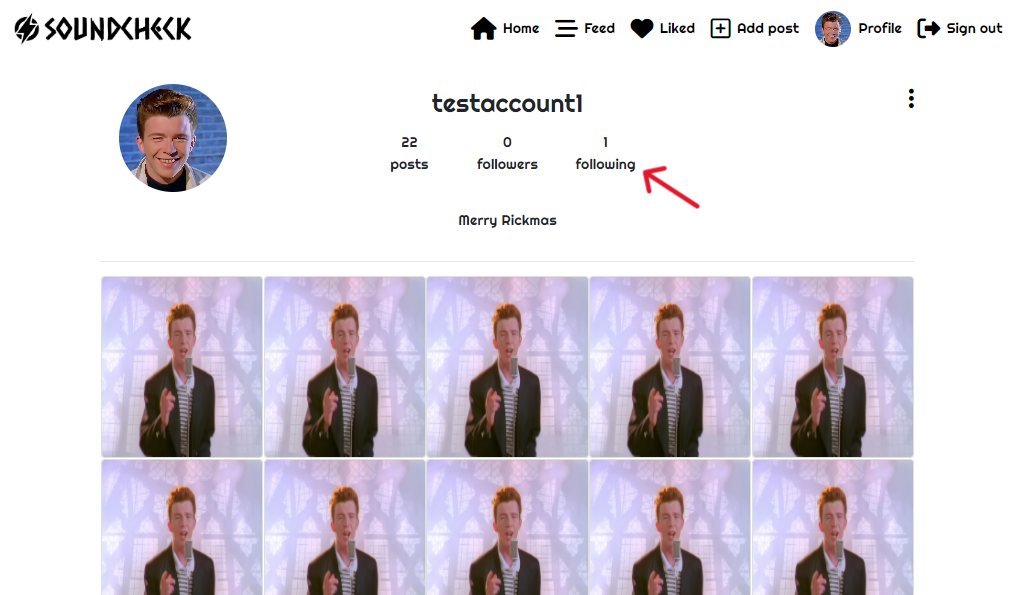 SOUNDCHECK Home Feed Liked Add post Profile Sign out
testaccount1
22 0 1
posts followers following
Merry Rickmas